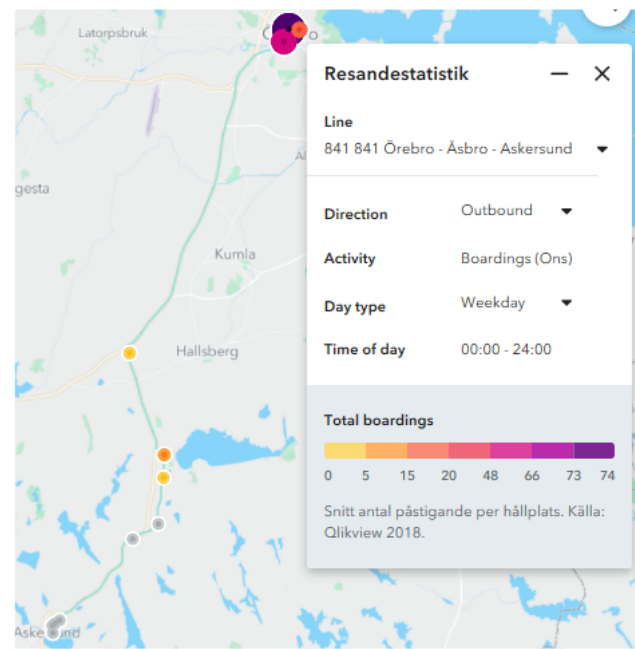 Latorpsbruk
Resandestatistik
Line
841 841 Örebro - Åsbro - Askersund
gesta
Direction
Outbound
Kumla
Activity
Boardings (Ons)
Day type
Weekday
Time of day
00:00 - 24:00
Hallsberg
Total boardings
0 5 15 20 48 66 73 74
Snitt antal påstigande per hållplats. Källa:
Qlikview 2018.